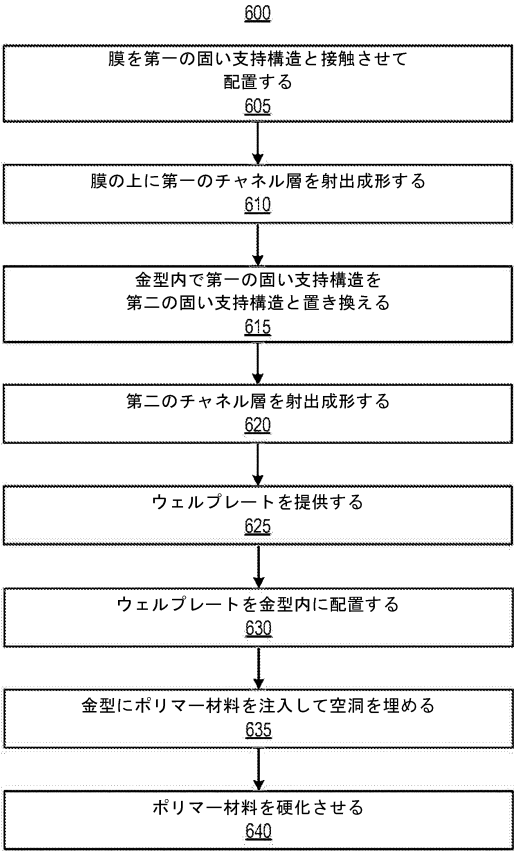 600
膜を第一の固い支持構造と接触させて
配置する
605
膜の上に第一のチャネル層を射出成形する
610
金型内で第一の固い支持構造を
第二の固い支持構造と置き換える
615
第二のチャネル層を射出成形する
620
ウェルプレートを提供する
625
ウェルプレートを金型内に配置する
630
金型にポリマー材料を注入して空洞を埋める
635
ポリマー材料を硬化させる
640